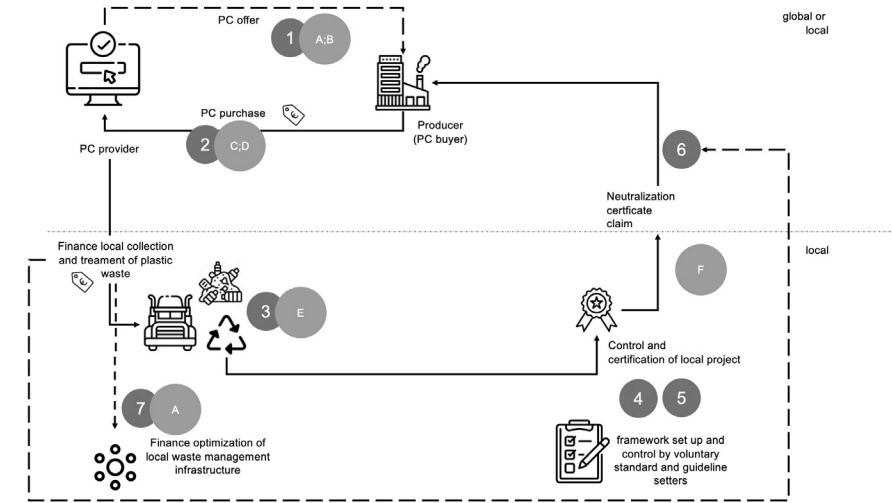 PC offer
1
A;B
global or
local
PC purchase
€
2
C;D
Producer
(PC buyer)
PC provider
6
Neutralization
certficate
claim
Finance local collection
and treament of plastic
waste
€
local
F
3
E
Control and
certification of local project
4
5
7
A
Finance optimization of
local waste management
infrastructure
framework set up and
control by voluntary
standard and guideline
setters